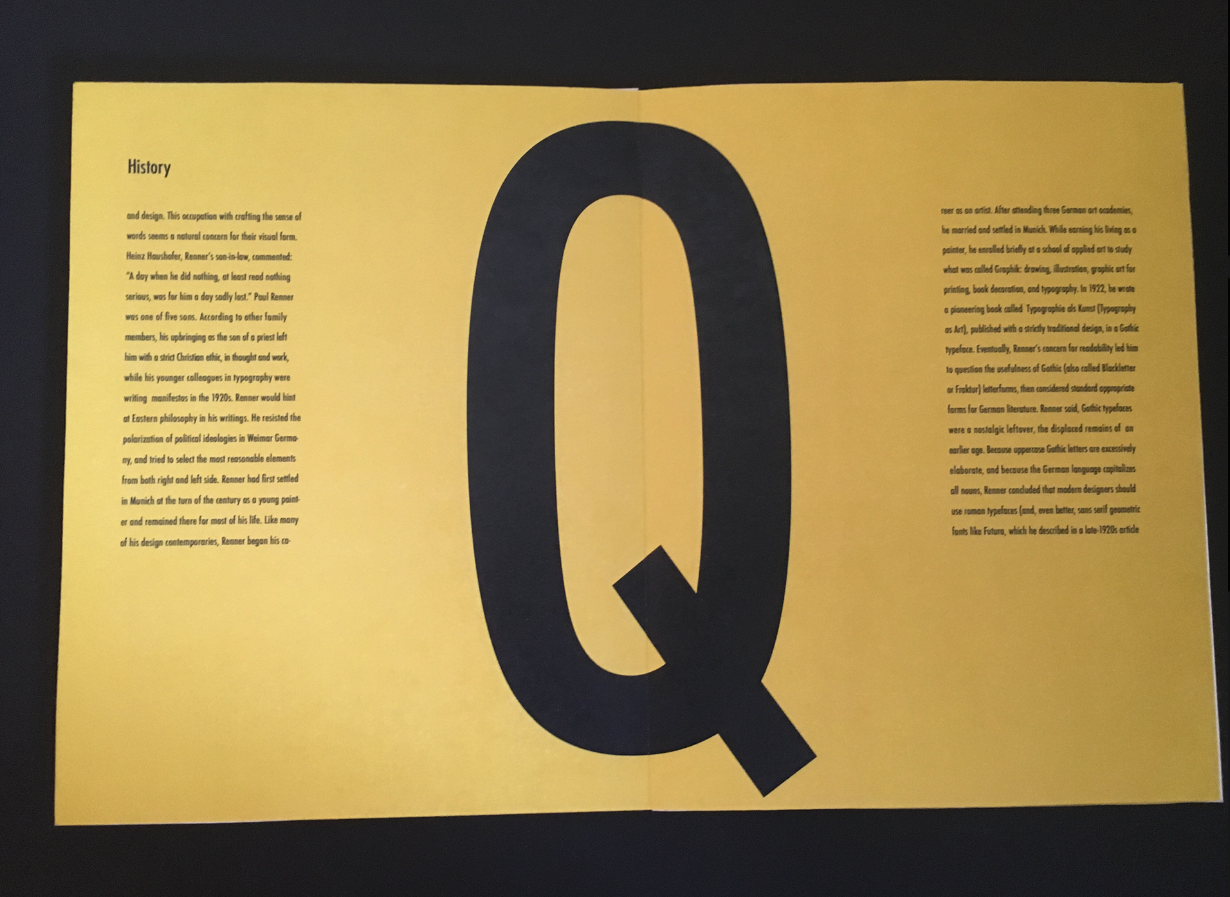 History
and design. This occupation with crafting the sense of
words seems a natural concern for their visual form.
Heinz Haushofer, Renner's son-in-law, commented:
"A day when he did nothing, at least read nothing
serious, was for him a day sadly lost." Paul Renner
was one of five sons. According to other family
members, his upbringing as the son of a priest left
him with a strict Christian ethic, in thought and work,
while his younger colleagues in typography were
writing manifestos in the 1920s. Renner would hint
at Eastern philosophy in his writings. He resisted the
polarization of political ideologies in Weimar Germa-
ny, and tried to select the most reasonable elements
from both right and left side. Renner had first settled
in Munich at the turn of the century as a young paint-
er and remained there for most of his life. Like many
of his design contemporaries, Renner began his ca-
Q
reer as an artist. After attending three German art academies,
he married and settled in Munich. While earning his living as a
painter, he enrolled briefly at a school of applied art to study
what was called Graphik: drawing, illustration, graphic art for
printing, book decoration, and typography. In 1922, he wrote
a pioneering book called Typographie als Kunst (Typography
as Art), published with a strictly traditional design, in a Gothic
typeface. Eventually, Renner's concern for readability led him
to question the usefulness of Gothic (also called Blackletter
or Fraktur) letterforms, then considered standard appropriate
forms for German literature. Renner said, Gothic typefaces
were a nostalgic leftover, the displaced remains of an
earlier age. Because uppercase Gothic letters are excessively
elaborate, and because the German language capitalizes
all nouns, Renner concluded that modern designers should
use roman typefaces (and, even better, sans serif geometric
fonts like Futura, which he described in a late-1920s article